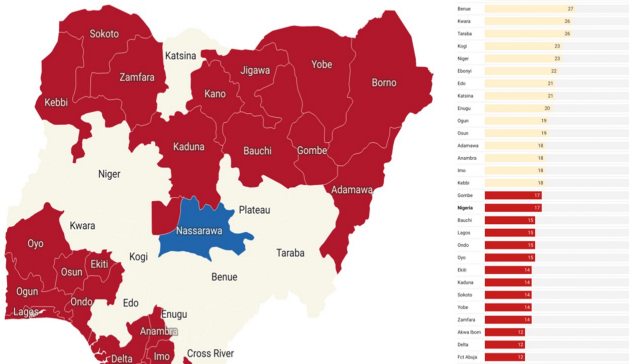 Sokoto
Katsina
Zamfara
Kebbi
Kano
Jigawa
Yobe
Borno
Kaduna
Bauchi
Gombe
Adamawa
Niger
Plateau
Nassarawa
Kwara
Kogi
Taraba
Benue
Oyo
Osun
Ekiti
Ogun
Ondo
Lagos
Edo
Enugu
Anambra
Delta
Imo
Cross River
Benue 27
Kwara 26
Taraba 26
Kogi 23
Niger 23
Ebonyi 22
Edo 21
Katsina 21
Enugu 20
Ogun 19
Osun 19
Adamawa 18
Anambra 18
Imo 18
Kebbi 18
Gombe 17
Nigeria 17
Bauchi 15
Lagos 15
Ondo 15
Oyo 15
Ekiti 14
Kaduna 14
Sokoto 14
Yobe 14
Zamfara 14
Akwa Ibom 12
Delta 12
Fct Abuja 12